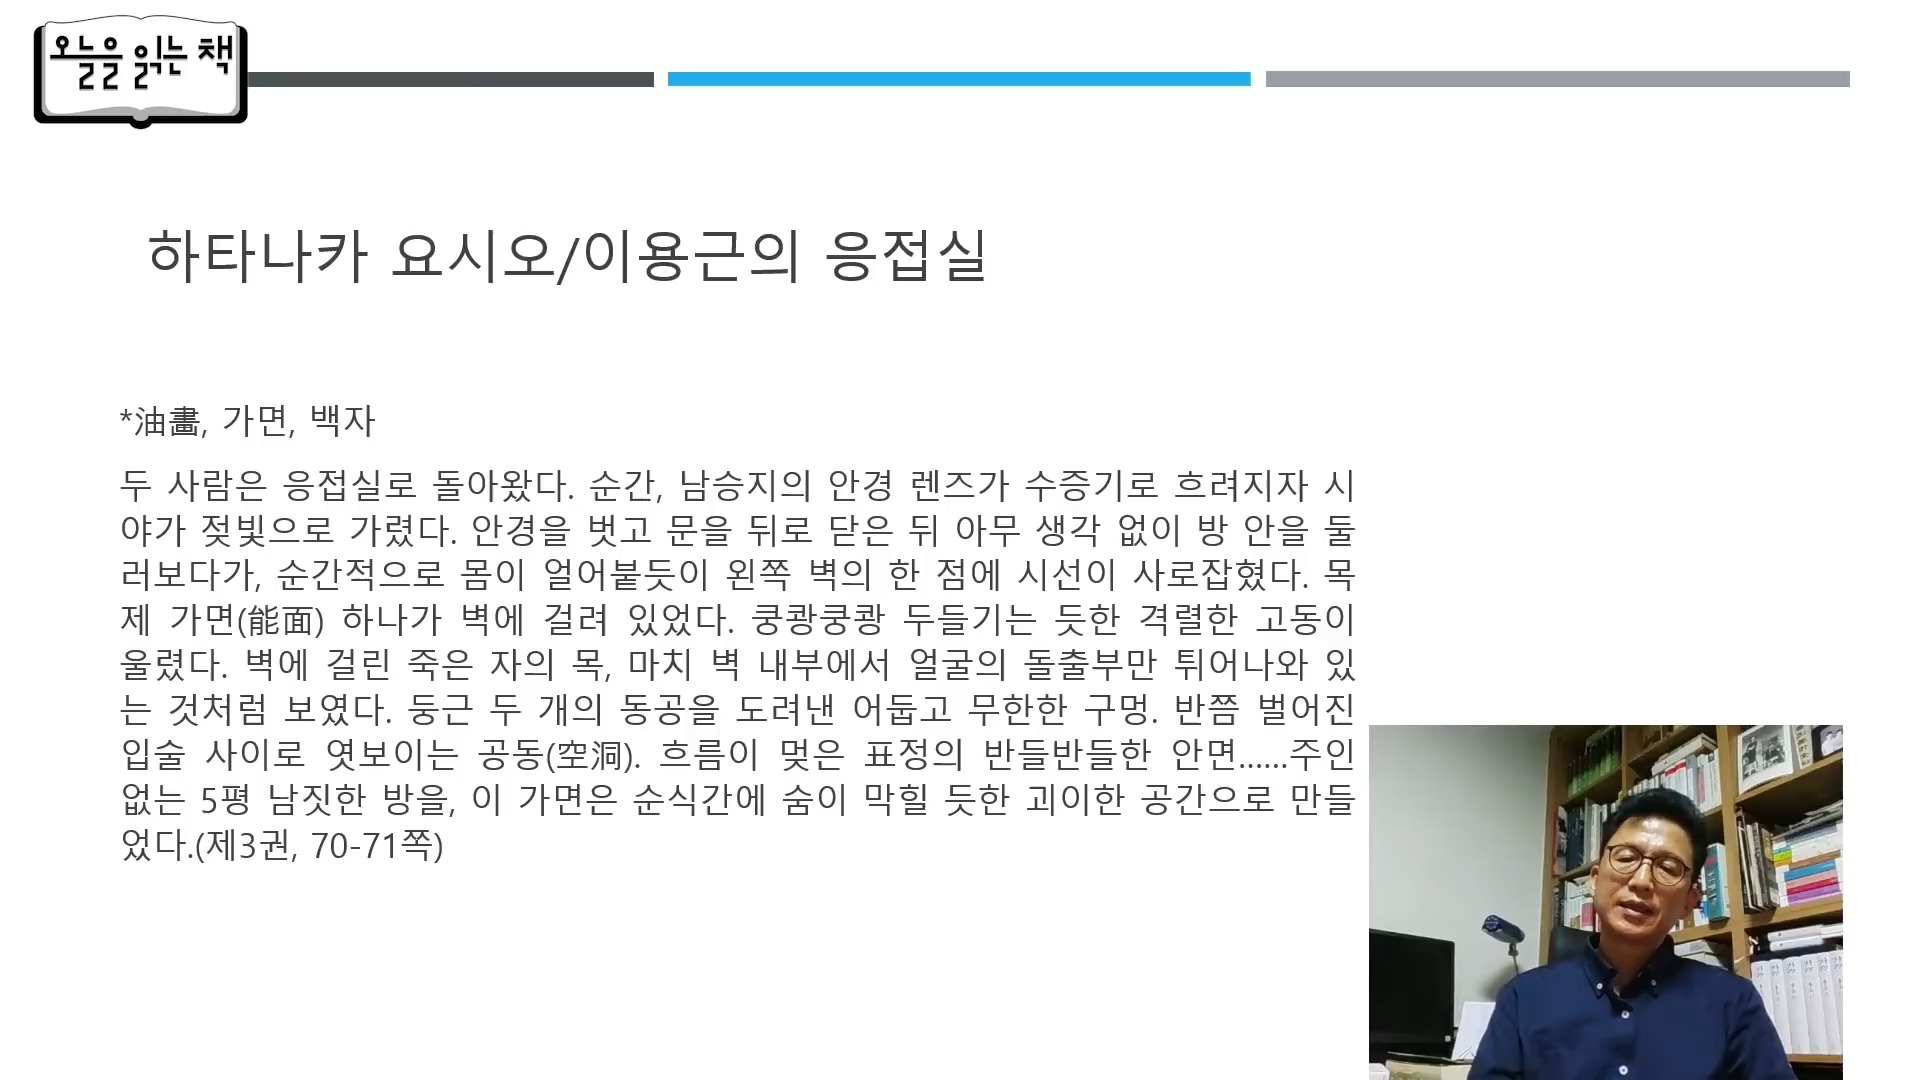 오늘을 읽는 책
하타나카 요시오/이용근의 응접실
*油畵, 가면, 백자
두 사람은 응접실로 돌아왔다. 순간, 남승지의 안경 렌즈가 수증기로 흐려지자 시
야가 젖빛으로 가렸다. 안경을 벗고 문을 뒤로 닫은 뒤 아무 생각 없이 방 안을 둘
러보다가, 순간적으로 몸이 얼어붙듯이 왼쪽 벽의 한 점에 시선이 사로잡혔다. 목
제 가면(能面) 하나가 벽에 걸려 있었다. 쿵쾅쿵쾅 두들기는 듯한 격렬한 고동이
울렸다. 벽에 걸린 죽은 자의 목, 마치 벽 내부에서 얼굴의 돌출부만 튀어나와 있
는 것처럼 보였다. 둥근 두 개의 동공을 도려낸 어둡고 무한한 구멍. 반쯤 벌어진
입술 사이로 엿보이는 공동(空洞). 흐름이 멎은 표정의 반들반들한 안면……주인
없는 5평 남짓한 방을, 이 가면은 순식간에 숨이 막힐 듯한 괴이한 공간으로 만들
었다.(제3권, 70-71쪽)